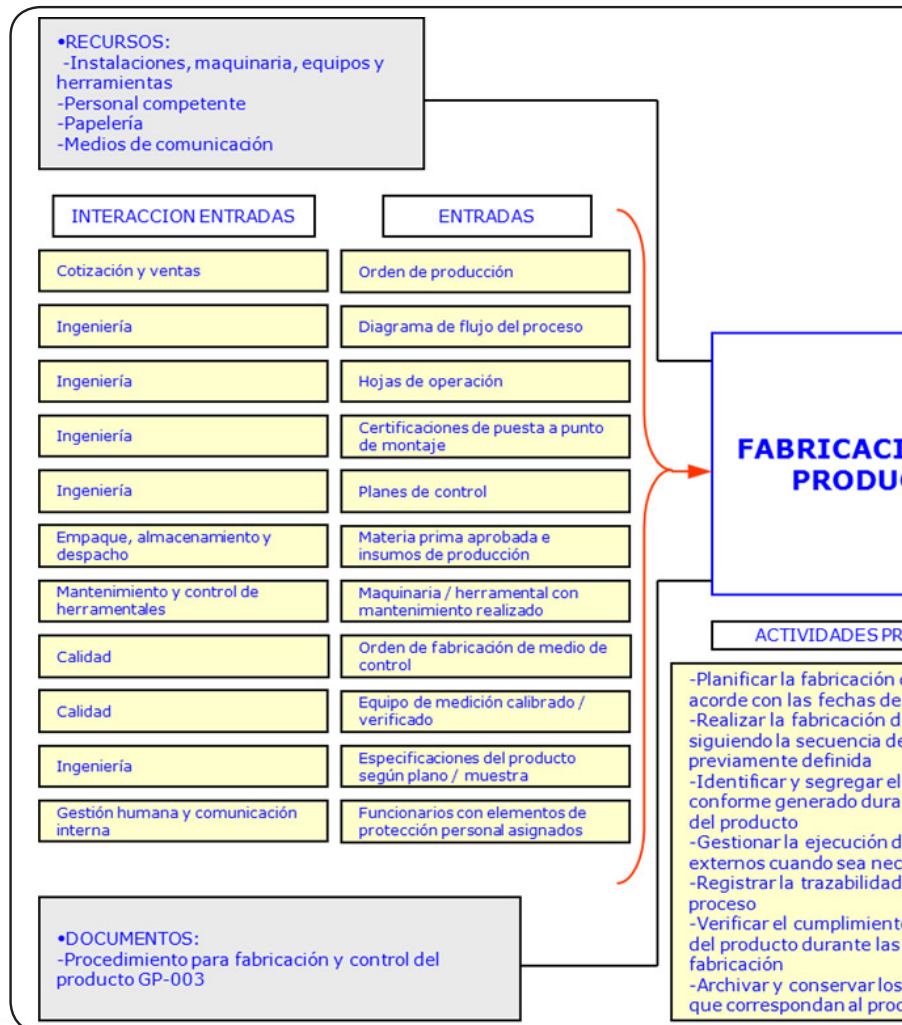 •RECURSOS:
-Instalaciones, maquinaria, equipos y
herramientas
-Personal competente
-Papelería
-Medios de comunicación
INTERACCION ENTRADAS
ENTRADAS
Cotización y ventas
Orden de producción
Ingeniería
Diagrama de flujo del proceso
Ingeniería
Hojas de operación
Ingeniería
Certificaciones de puesta a punto
de montaje
Ingeniería
Planes de control
Empaque, almacenamiento y
despacho
Materia prima aprobada e
insumos de producción
Mantenimiento y control de
herramentales
Maquinaria / herramental con
mantenimiento realizado
Calidad
Orden de fabricación de medio de
control
Calidad
Equipo de medición calibrado /
verificado
Ingeniería
Especificaciones del producto
según plano / muestra
Gestión humana y comunicación
interna
Funcionarios con elementos de
protección personal asignados
•DOCUMENTOS:
-Procedimiento para fabricación y control del
producto GP-003
FABRICACI
PRODU
ACTIVIDADES PR
-Planificar la fabricación
acorde con las fechas de
-Realizar la fabricación d
siguiendo la secuencia de
previamente definida
-Identificar y segregar el
conforme generado dura
del producto
-Gestionar la ejecución d
externos cuando sea nec
-Registrar la trazabilidad
proceso
-Verificar el cumplimient
del producto durante las
fabricación
-Archivar y conservar los
que correspondan al proc